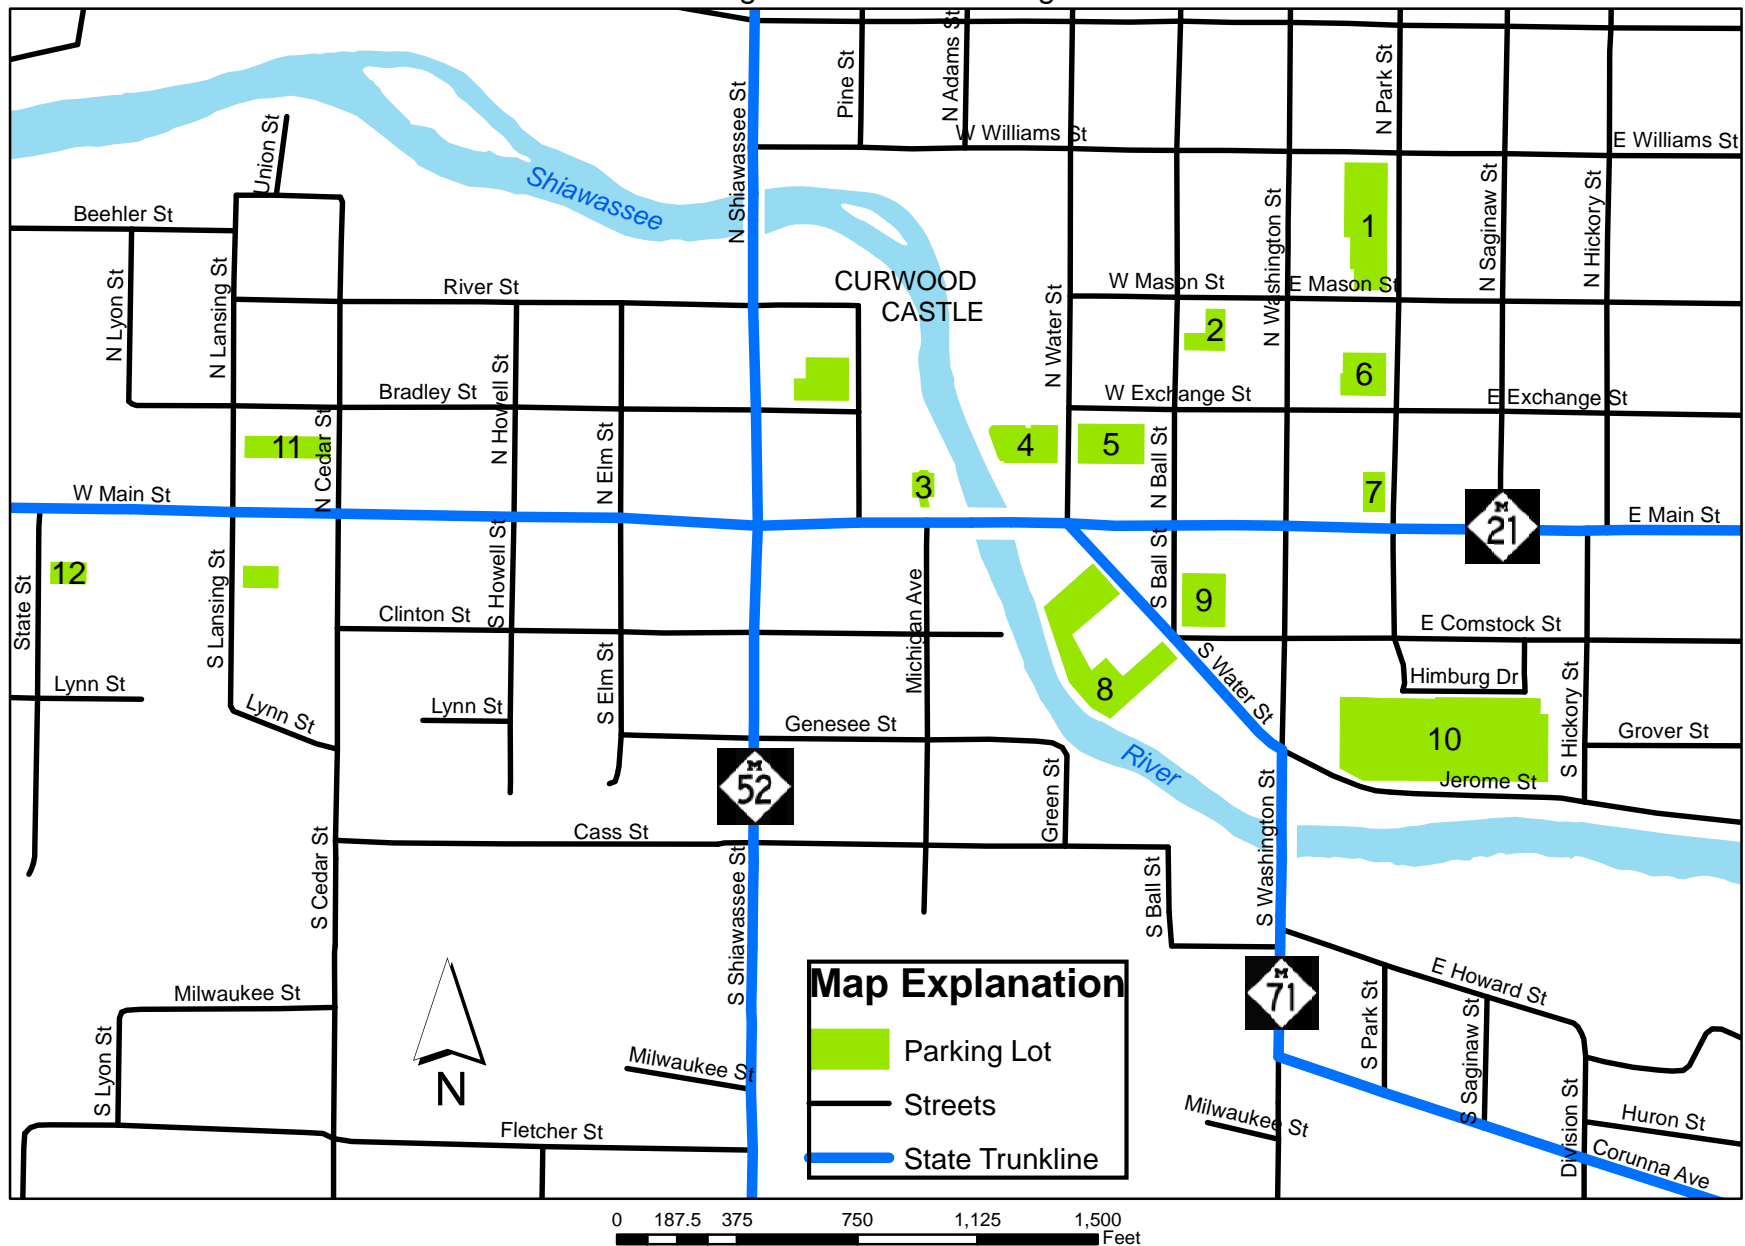 Pine St
N Adams St
N Park St
N Shiawassee St
W Williams St
E Williams St
Union St
Shiawassee
Beehler St
N Lyon St
N Lansing St
River St
CURWOOD
CASTLE
N Water St
W Mason St
E Mason St
N Washington St
N Saginaw St
N Hickory St
1
2
6
N Howell St
Bradley St
W Exchange St
E Exchange St
11
N Cedar St
N Elm St
4
5
N Ball St
3
7
W Main St
E Main St
M
21
12
State St
S Lansing St
S Howell St
Clinton St
Michigan Ave
S Ball St
9
E Comstock St
Lynn St
Lynn St
Lynn St
S Elm St
Genesee St
8
S Water St
Himburg Dr
10
S Hickory St
Grover St
Jerome St
River
M
52
Green St
S Washington St
Cass St
S Cedar St
S Shiawassee St
S Ball St
Milwaukee St
S Lyon St
N
Milwaukee St
Fletcher St
Map Explanation
Parking Lot
Streets
State Trunkline
M
71
E Howard St
S Park St
S Saginaw St
Milwaukee St
Division St
Huron St
Corunna Ave
0 187.5 375 750 1,125 1,500
Feet